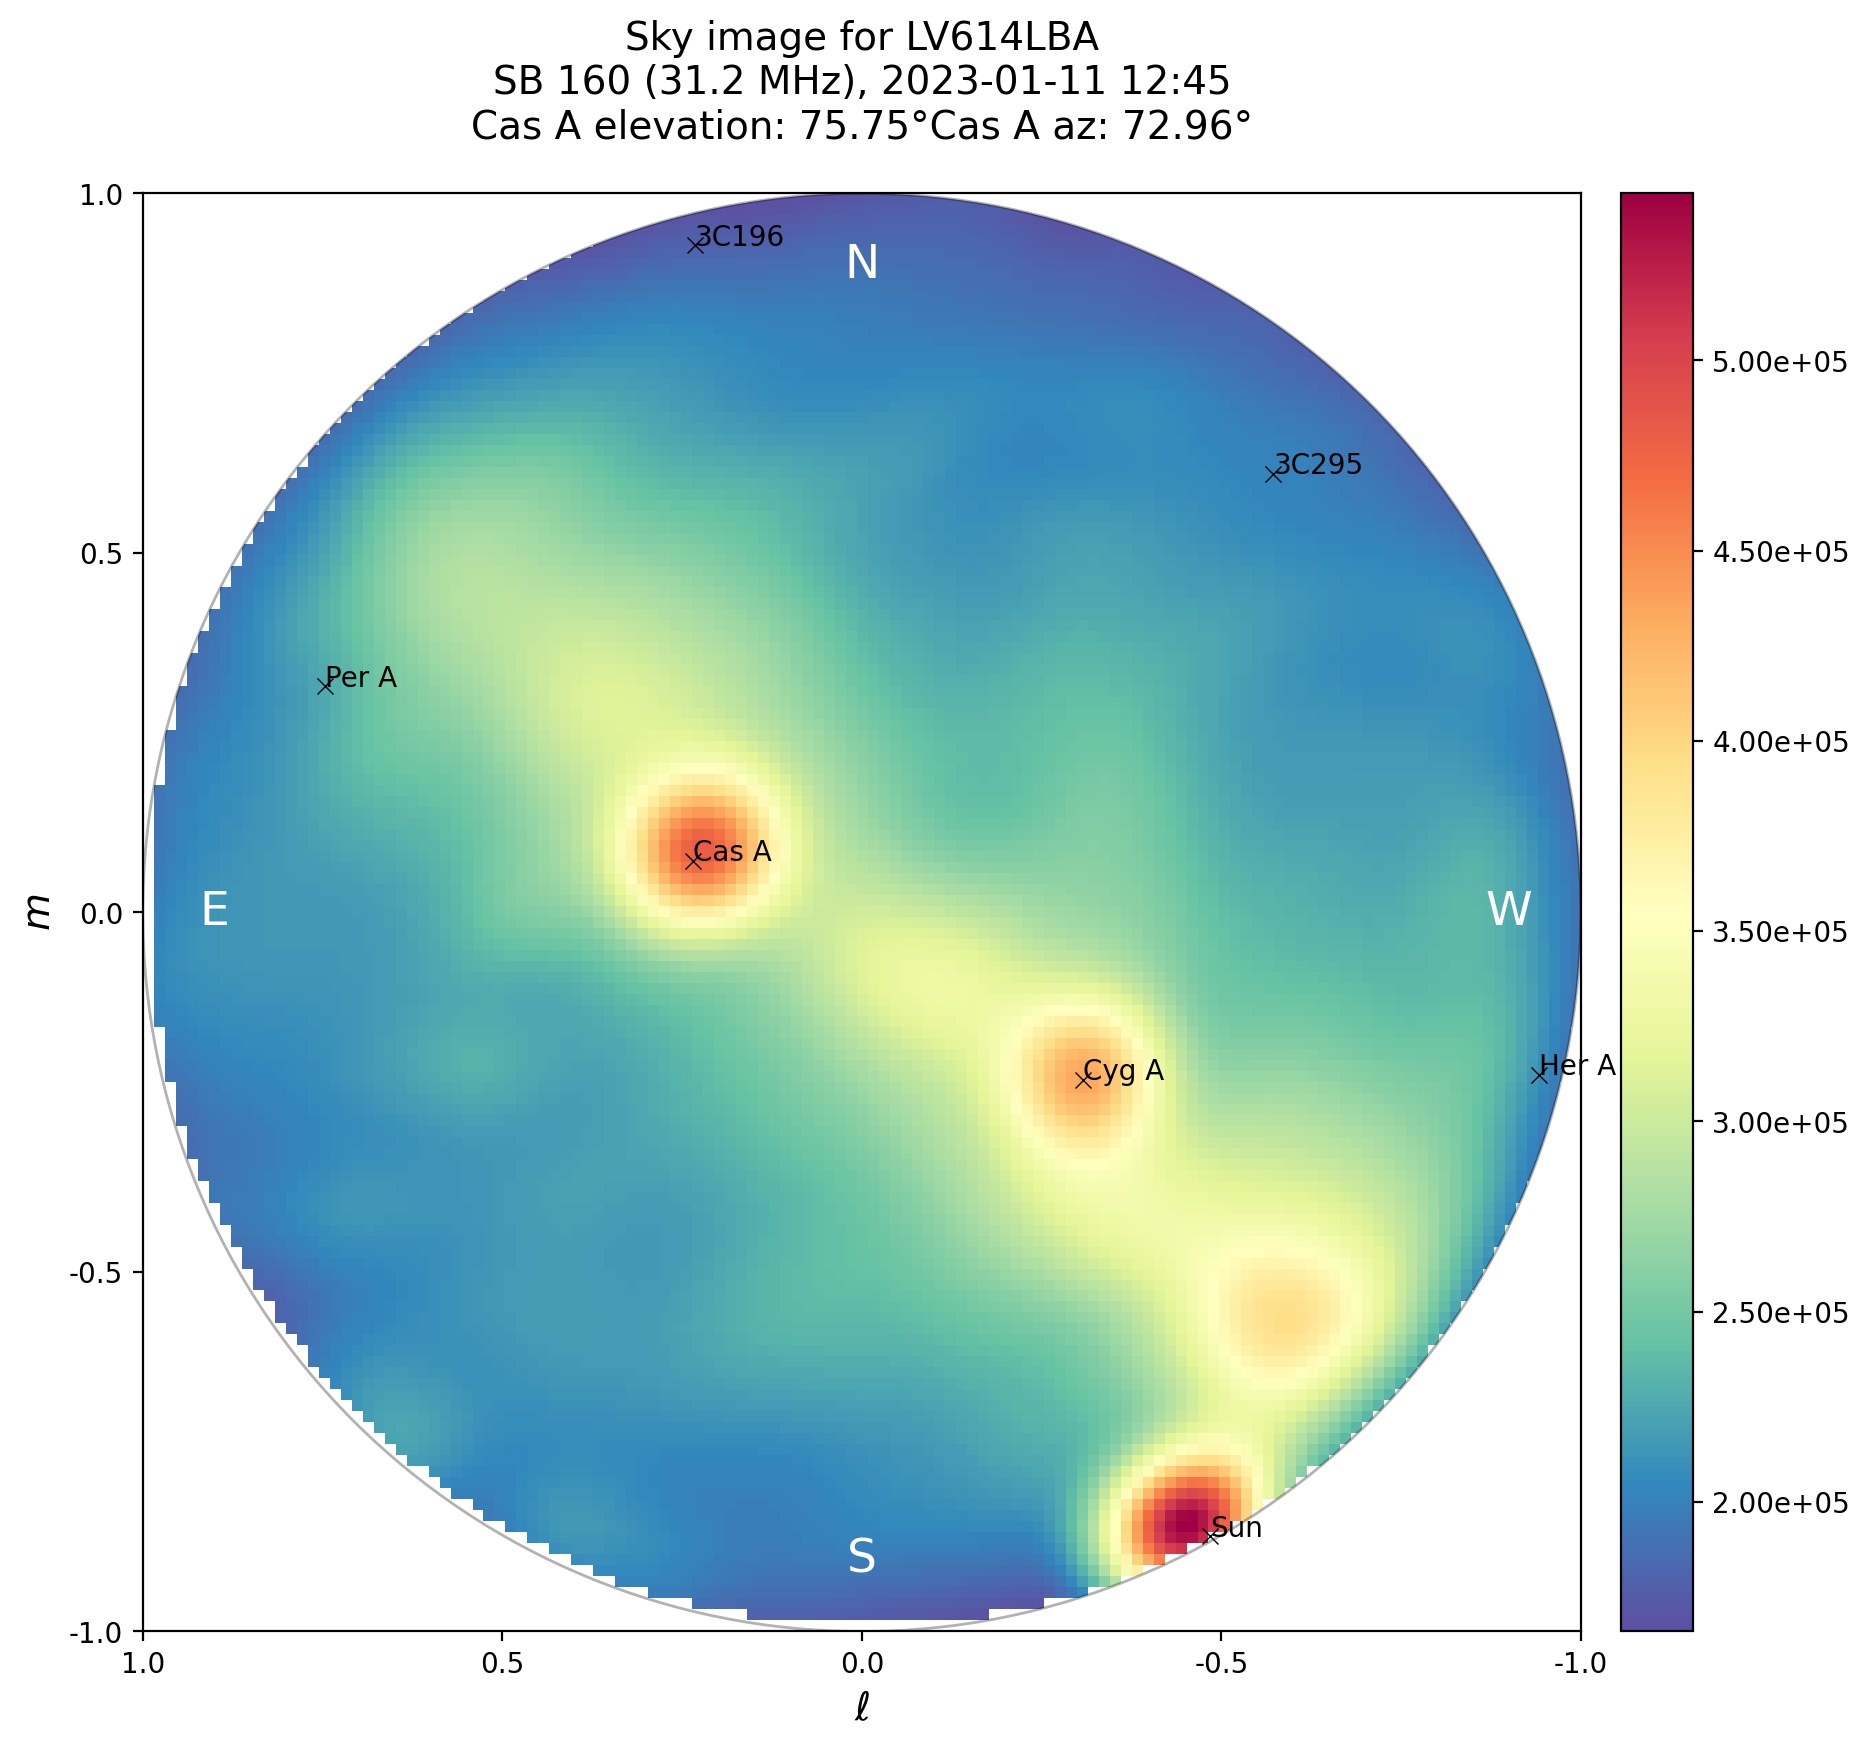 Sky image for LV614LBA
SB 160 (31.2 MHz), 2023-01-11 12:45
Cas A elevation: 75.75°Cas A az: 72.96°
1.0
0.5
0.0
-0.5
-1.0
m
3C196
N
3C295
Per A
Cas A
E
W
Cyg A
Her A
Sun
S
1.0
0.5
0.0
-0.5
-1.0
ℓ
5.00e+05
4.50e+05
4.00e+05
3.50e+05
3.00e+05
2.50e+05
2.00e+05